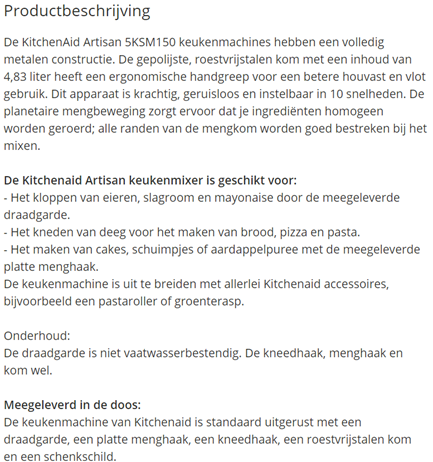 Productbeschrijving
De KitchenAid Artisan 5KSM150 keukenmachines hebben een volledig
metalen constructie. De gepolijste, roestvrijstalen kom met een inhoud van
4,83 liter heeft een ergonomische handgreep voor een betere houvast en vlot
gebruik. Dit apparaat is krachtig, geruisloos en instelbaar in 10 snelheden. De
planetaire mengbeweging zorgt ervoor dat je ingrediënten homogeen
worden geroerd; alle randen van de mengkom worden goed bestreken bij het
mixen.
De Kitchenaid Artisan keukenmixer is geschikt voor:
- Het kloppen van eieren, slagroom en mayonaise door de meegeleverde
draadgarde.
- Het kneden van deeg voor het maken van brood, pizza en pasta.
- Het maken van cakes, schuimpjes of aardappelpuree met de meegeleverde
platte menghaak.
De keukenmachine is uit te breiden met allerlei Kitchenaid accessoires,
bijvoorbeeld een pastaroller of groenterasp.
Onderhoud:
De draadgarde is niet vaatwasserbestendig. De kneedhaak, menghaak en
kom wel.
Meegeleverd in de doos:
De keukenmachine van Kitchenaid is standaard uitgerust met een
draadgarde, een platte menghaak, een kneedhaak, een roestvrijstalen kom
en een schenkschild.